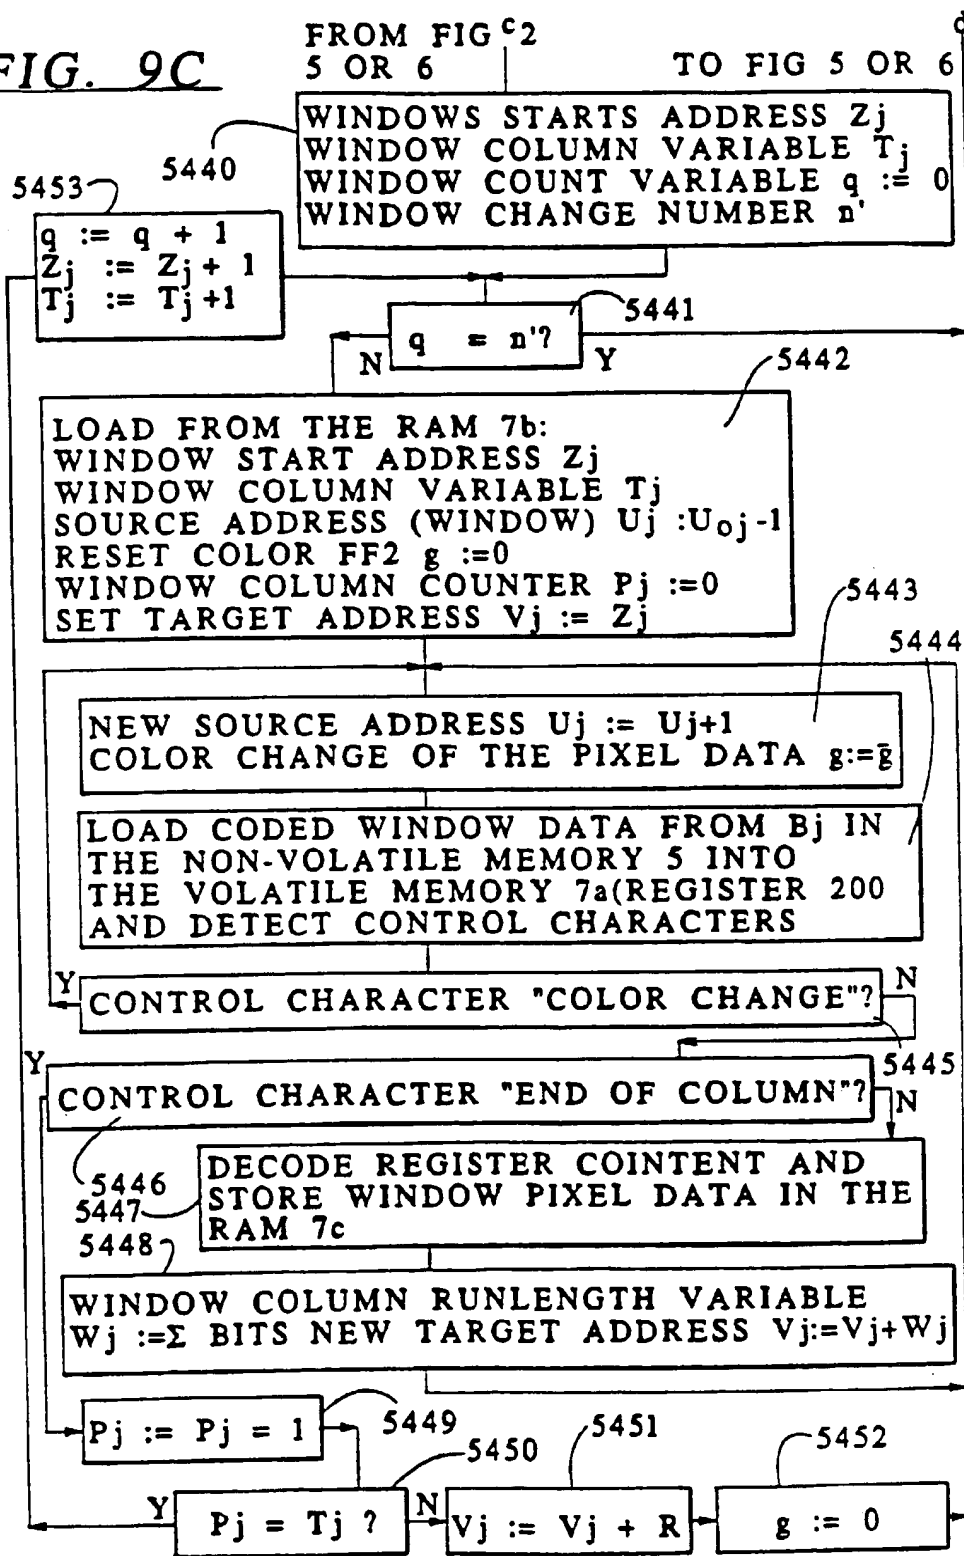 FIG. 9C
FROM FIG c2
5 OR 6
TO FIG 5 OR 6
d
5440
WINDOWS STARTS ADDRESS Zj
WINDOW COLUMN VARIABLE Tj
WINDOW COUNT VARIABLE q := 0
WINDOW CHANGE NUMBER n'
5453
q := q + 1
Zj := Zj + 1
Tj := Tj +1
q = n'?
5441
N
Y
5442
LOAD FROM THE RAM 7b:
WINDOW START ADDRESS Zj
WINDOW COLUMN VARIABLE Tj
SOURCE ADDRESS (WINDOW) Uj :Uoj-1
RESET COLOR FF2 g :=0
WINDOW COLUMN COUNTER Pj :=0
SET TARGET ADDRESS Vj := Zj
5443
5444
NEW SOURCE ADDRESS Uj := Uj+1
COLOR CHANGE OF THE PIXEL DATA g:=g̅
LOAD CODED WINDOW DATA FROM Bj IN
THE NON-VOLATILE MEMORY 5 INTO
THE VOLATILE MEMORY 7a(REGISTER 200
AND DETECT CONTROL CHARACTERS
Y
CONTROL CHARACTER "COLOR CHANGE"?
N
5445
Y
CONTROL CHARACTER "END OF COLUMN"?
N
5446
5447
DECODE REGISTER COINTENT AND
STORE WINDOW PIXEL DATA IN THE
RAM 7c
5448
WINDOW COLUMN RUNLENGTH VARIABLE
Wj :=Σ BITS NEW TARGET ADDRESS Vj:=Vj+Wj
Pj := Pj = 1
5449
5450
5451
5452
Y
Pj = Tj ?
N
Vj := Vj + R
g := 0